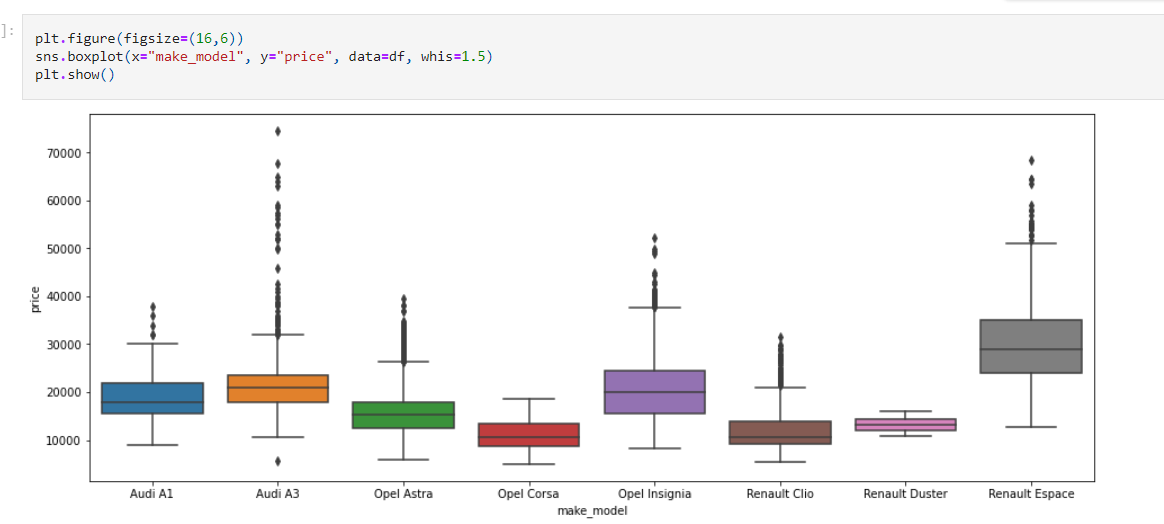 ]:
plt.figure(figsize=(16,6))
sns.boxplot(x="make_model", y="price", data=df, whis=1.5)
plt.show()
70000
60000
50000
40000
30000
20000
10000
price
Audi A1 Audi A3 Opel Astra Opel Corsa Opel Insignia Renault Clio Renault Duster Renault Espace
make_model